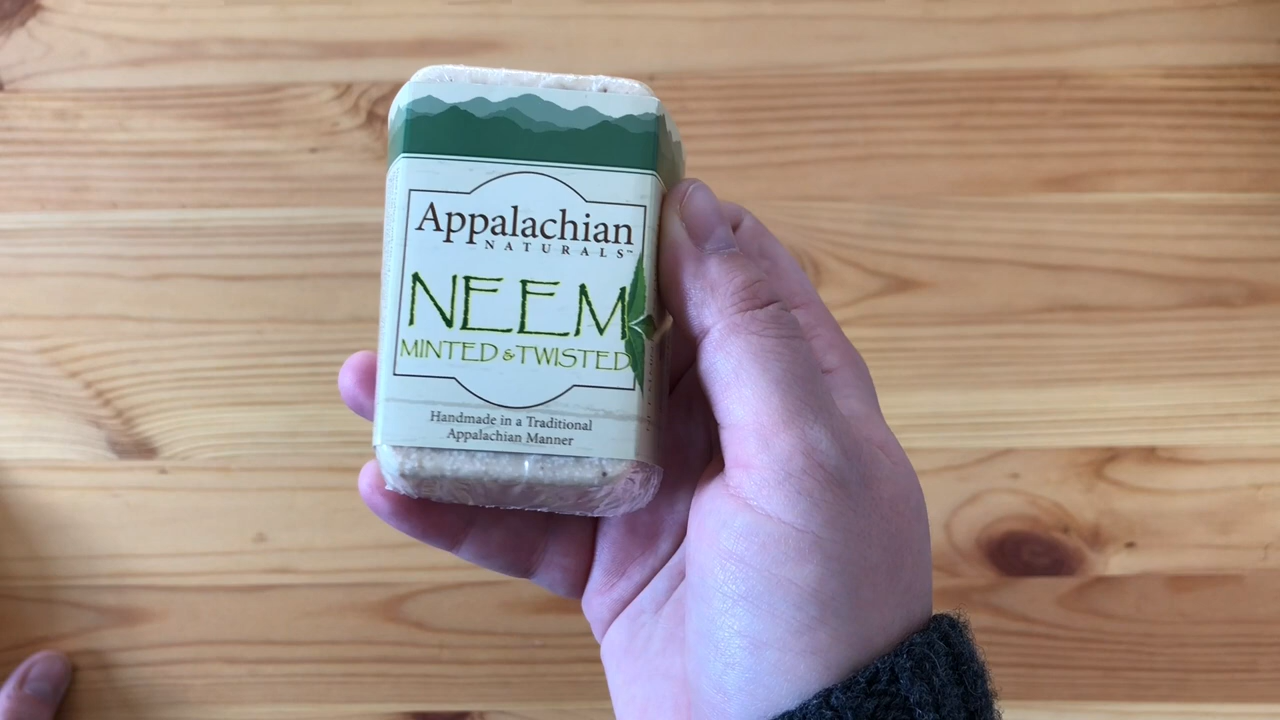 Appalachian
NATURALS™
NEEM
MINTED & TWISTED
Handmade in a Traditional
Appalachian Manner